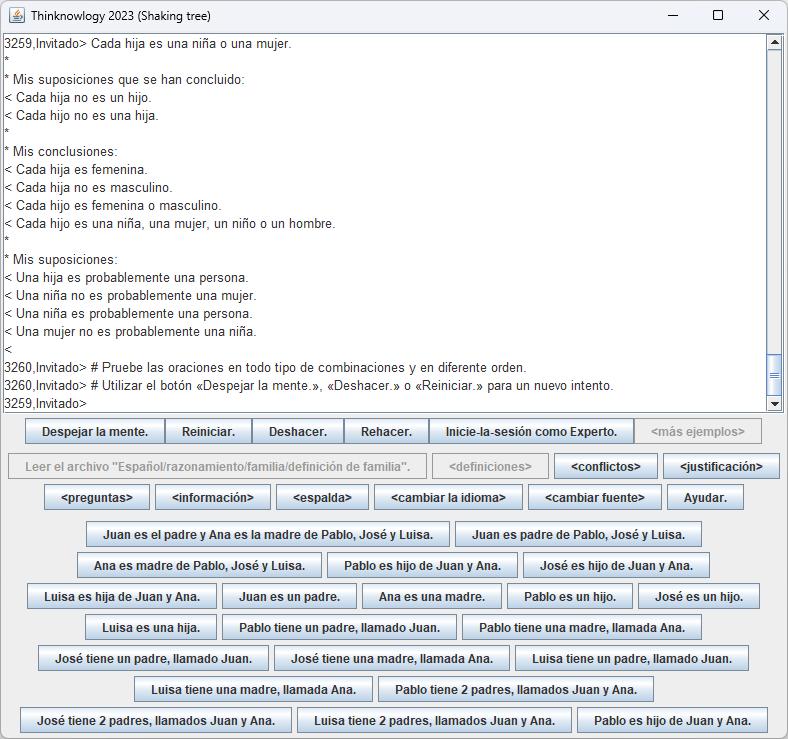 Thinknowlogy 2023 (Shaking tree)
3259,Invitado> Cada hija es una niña o una mujer.
*
* Mis suposiciones que se han concluido:
< Cada hija no es un hijo.
< Cada hijo no es una hija.
*
* Mis conclusiones:
< Cada hija es femenina.
< Cada hija no es masculino.
< Cada hijo es femenina o masculino.
< Cada hijo es una niña, una mujer, un niño o un hombre.
*
* Mis suposiciones:
< Una hija es probablemente una persona.
< Una niña no es probablemente una mujer.
< Una niña es probablemente una persona.
< Una mujer no es probablemente una niña.
<
3260,Invitado> # Pruebe las oraciones en todo tipo de combinaciones y en diferente orden.
3260,Invitado> # Utilizar el botón «Despejar la mente.», «Deshacer.» o «Reiniciar.» para un nuevo intento.
3259,Invitado>
Despejar la mente. Reiniciar. Deshacer. Rehacer. Inicie-la-sesión como Experto. <más ejemplos>
Leer el archivo "Español/razonamiento/familia/definición de familia". <definiciones> <conflictos> <justificación>
<preguntas> <información> <espalda> <cambiar la idioma> <cambiar fuente> Ayudar.
Juan es el padre y Ana es la madre de Pablo, José y Luisa. Juan es padre de Pablo, José y Luisa.
Ana es madre de Pablo, José y Luisa. Pablo es hijo de Juan y Ana. José es hijo de Juan y Ana.
Luisa es hija de Juan y Ana. Juan es un padre. Ana es una madre. Pablo es un hijo. José es un hijo.
Luisa es una hija. Pablo tiene un padre, llamado Juan. Pablo tiene una madre, llamada Ana.
José tiene un padre, llamado Juan. José tiene una madre, llamada Ana. Luisa tiene un padre, llamado Juan.
Luisa tiene una madre, llamada Ana. Pablo tiene 2 padres, llamados Juan y Ana.
José tiene 2 padres, llamados Juan y Ana. Luisa tiene 2 padres, llamados Juan y Ana. Pablo es hijo de Juan y Ana.